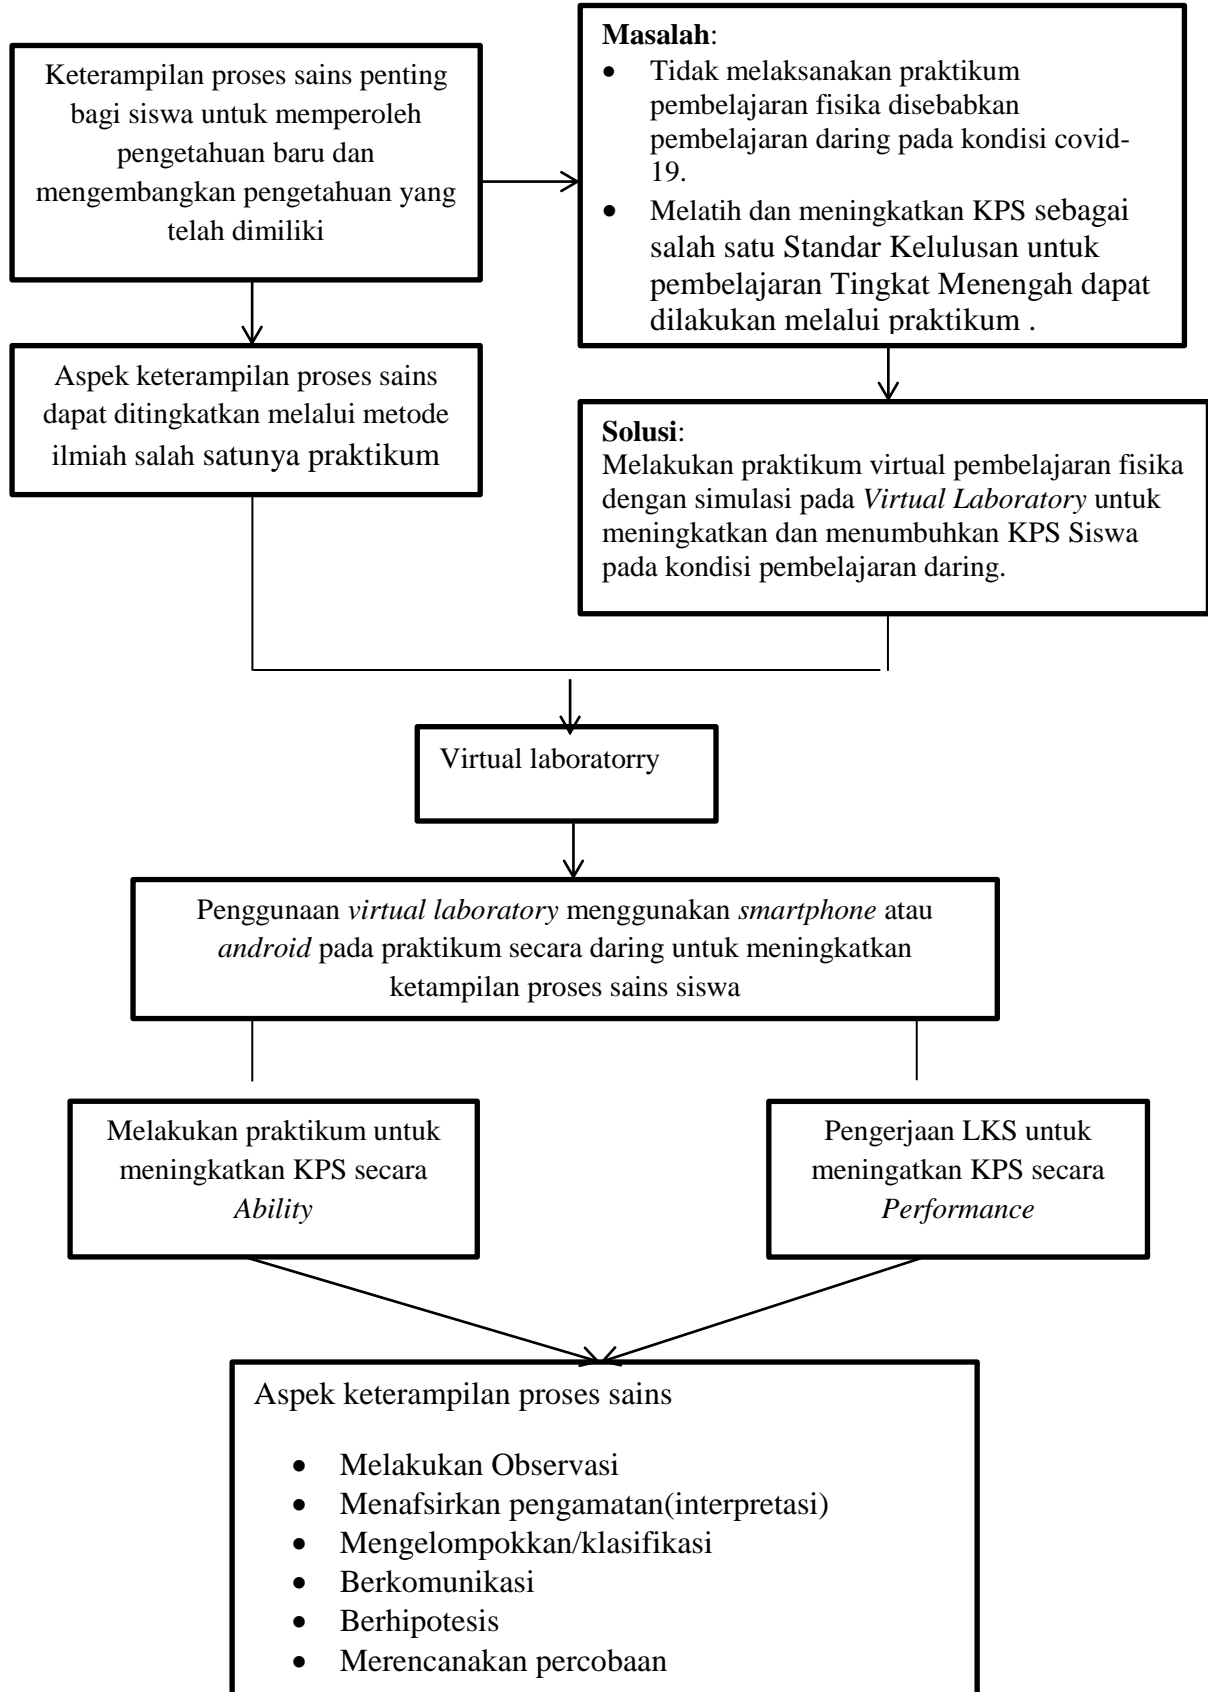 Keterampilan proses sains penting
bagi siswa untuk memperoleh
pengetahuan baru dan
mengembangkan pengetahuan yang
telah dimiliki
Masalah:
• Tidak melaksanakan praktikum
pembelajaran fisika disebabkan
pembelajaran daring pada kondisi covid-
19.
• Melatih dan meningkatkan KPS sebagai
salah satu Standar Kelulusan untuk
pembelajaran Tingkat Menengah dapat
dilakukan melalui praktikum .
Aspek keterampilan proses sains
dapat ditingkatkan melalui metode
ilmiah salah satunya praktikum
Solusi:
Melakukan praktikum virtual pembelajaran fisika
dengan simulasi pada Virtual Laboratory untuk
meningkatkan dan menumbuhkan KPS Siswa
pada kondisi pembelajaran daring.
Virtual laboratorry
Penggunaan virtual laboratory menggunakan smartphone atau
android pada praktikum secara daring untuk meningkatkan
ketampilan proses sains siswa
Melakukan praktikum untuk
meningkatkan KPS secara
Ability
Pengerjaan LKS untuk
meningatkan KPS secara
Performance
Aspek keterampilan proses sains
• Melakukan Observasi
• Menafsirkan pengamatan(interpretasi)
• Mengelompokkan/klasifikasi
• Berkomunikasi
• Berhipotesis
• Merencanakan percobaan